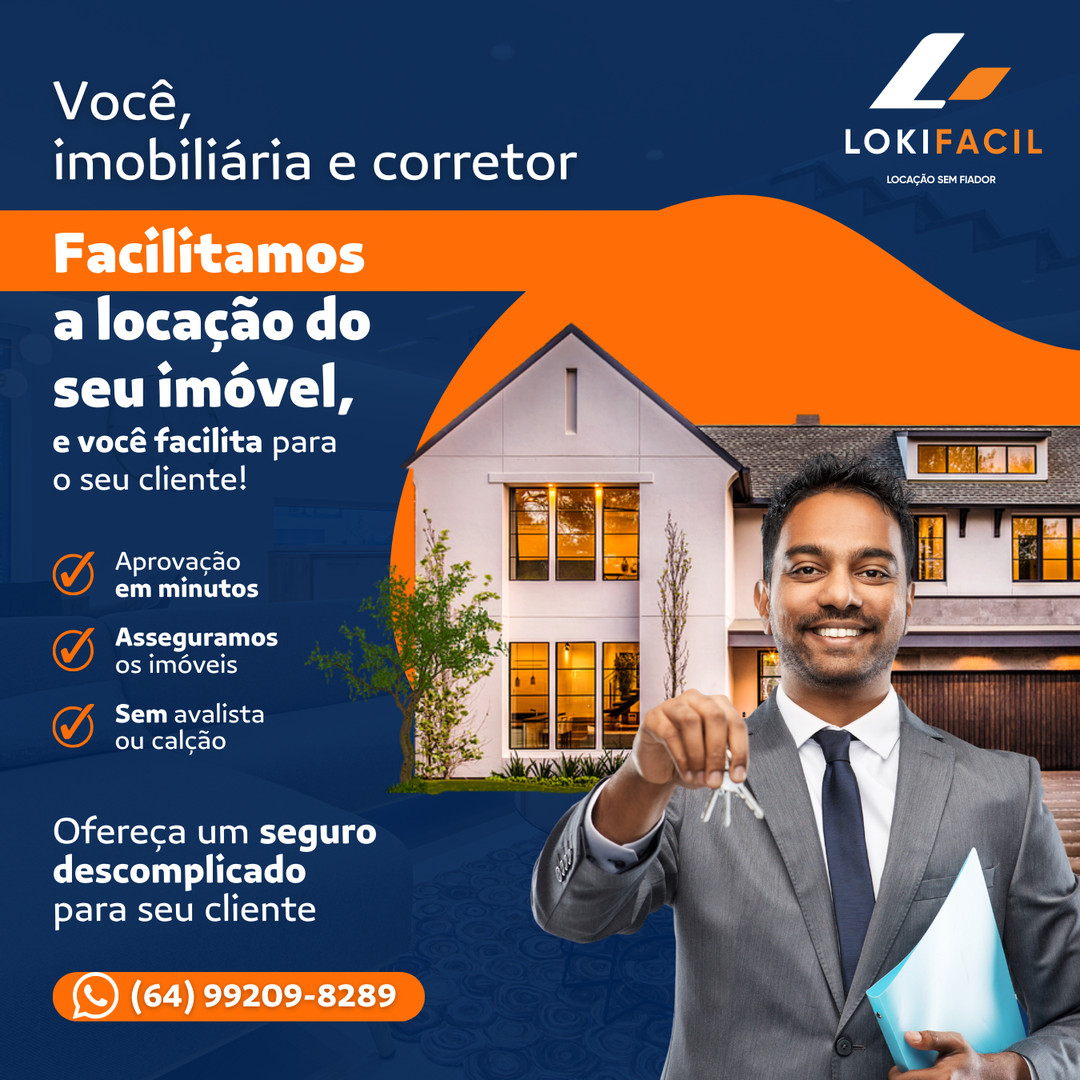 Você,
imobiliária e corretor
LOKIFACIL
LOCAÇÃO SEM FIADOR
Facilitamos
a locação do
seu imóvel,
e você facilita para
o seu cliente!
Aprovação
em minutos
Asseguramos
os imóveis
Sem avalista
ou calção
Ofereça um seguro
descomplicado
para seu cliente
(64) 99209-8289